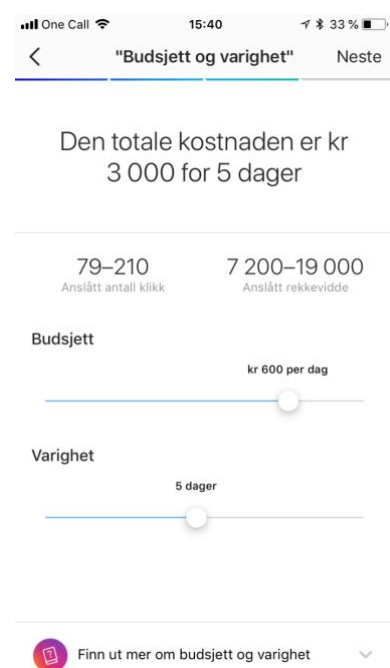 One Call 15:40 33 %
"Budsjett og varighet" Neste
Den totale kostnaden er kr
3 000 for 5 dager
79–210 7 200–19 000
Anslått antall klikk Anslått rekkevidde
Budsjett
kr 600 per dag
Varighet
5 dager
Finn ut mer om budsjett og varighet